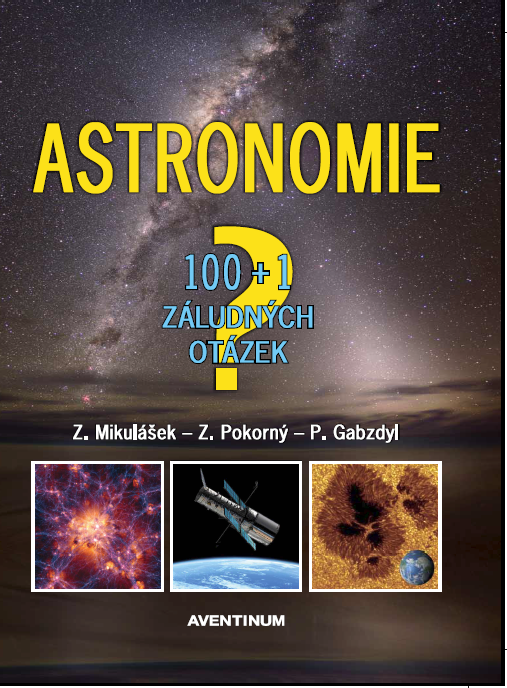 ASTRONOMIE
?
100 + 1
ZÁLUDNÝCH
OTÁZEK
Z. Mikulášek – Z. Pokorný – P. Gabzdyl
AVENTINUM